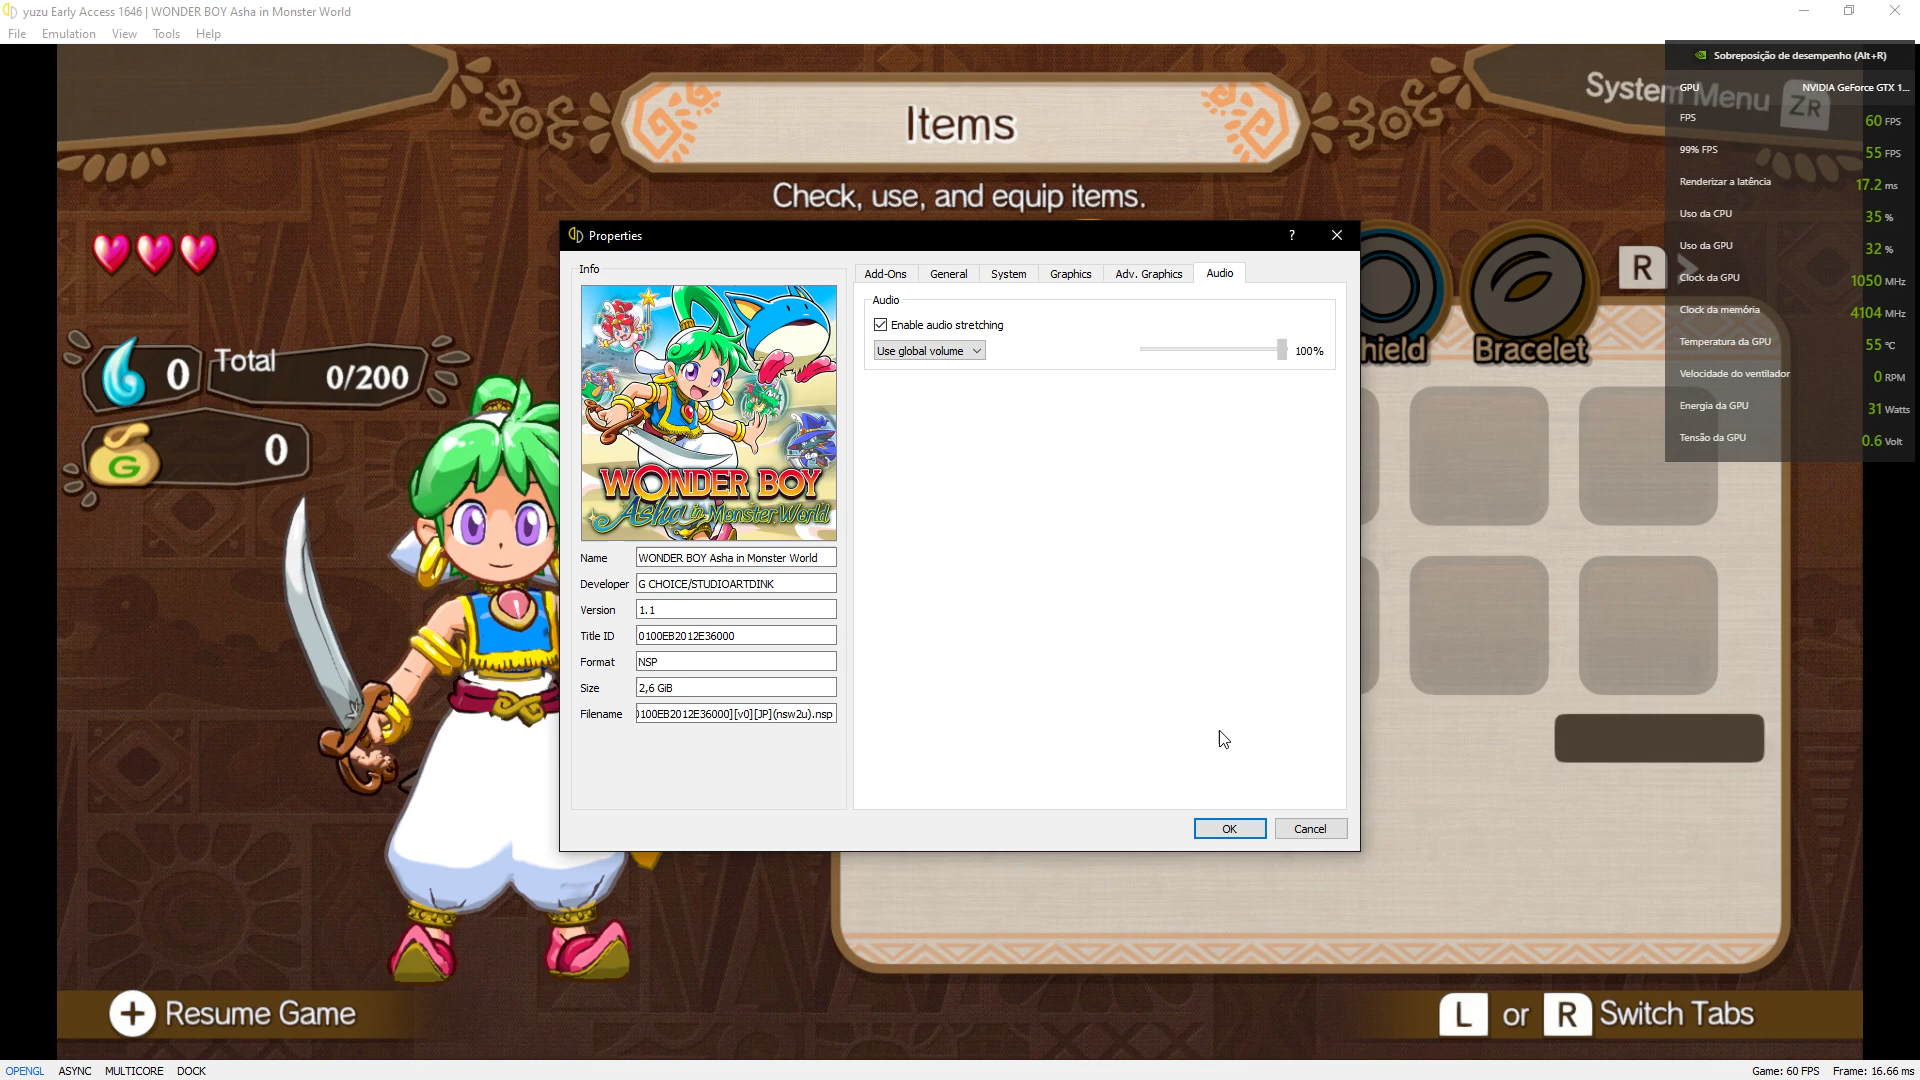 yuzu Early Access 1646 | WONDER BOY Asha in Monster World
File Emulation View Tools Help
Items
Check, use, and equip items.
System Menu ZR
Sobreposição de desempenho (Alt+R)
GPU NVIDIA GeForce GTX 1...
FPS 60 FPS
99% FPS 55 FPS
Renderizar a latência 17.2 ms
Uso da CPU 35 %
Uso da GPU 32 %
Clock da GPU 1050 MHz
Clock da memória 4104 MHz
Temperatura da GPU 55 °C
Velocidade do ventilador 0 RPM
Energia da GPU 31 Watts
Tensão da GPU 0.6 Volt
0 Total 0/200
G 0
R
hield
Bracelet
Properties ? 
Info
WONDER BOY
Asha in Monster World
Name WONDER BOY Asha in Monster World
Developer G CHOICE/STUDIOARTDINK
Version 1.1
Title ID 0100EB2012E36000
Format NSP
Size 2,6 GiB
Filename 0100EB2012E36000][v0][JP](nsw2u).nsp
Add-Ons General System Graphics Adv. Graphics Audio
Audio
Enable audio stretching
Use global volume 100%
OK Cancel
Resume Game
L or R Switch Tabs
OPENGL ASYNC MULTICORE DOCK
Game: 60 FPS Frame: 16.66 ms